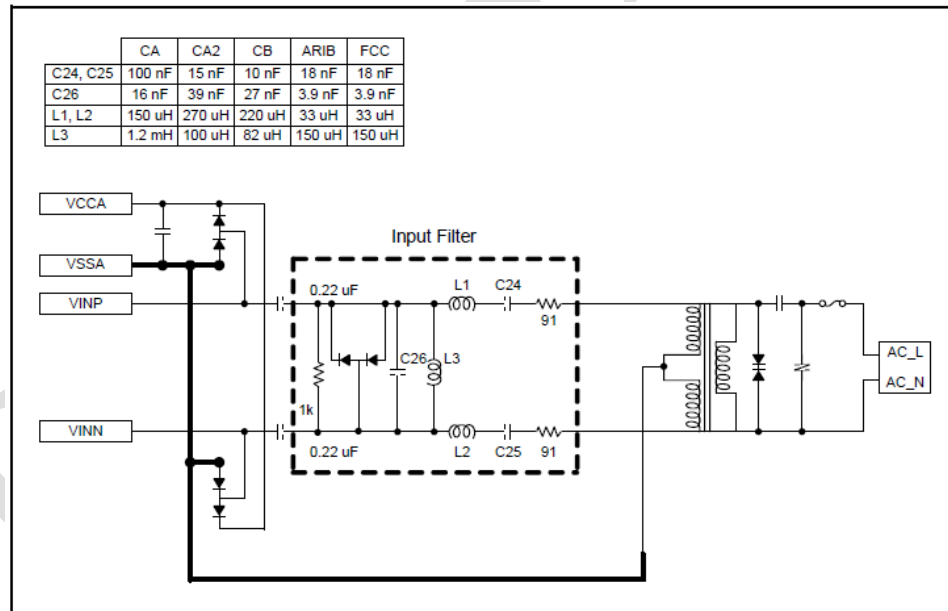 CA CA2 CB ARIB FCC
C24, C25 100 nF 15 nF 10 nF 18 nF 18 nF
C26 16 nF 39 nF 27 nF 3.9 nF 3.9 nF
L1, L2 150 uH 270 uH 220 uH 33 uH 33 uH
L3 1.2 mH 100 uH 82 uH 150 uH 150 uH
VCCA
Input Filter
VSSA
0.22 uF L1 C24
VINP
91
C26 L3
AC_L
AC_N
1k
VINN
0.22 uF L2 C25 91